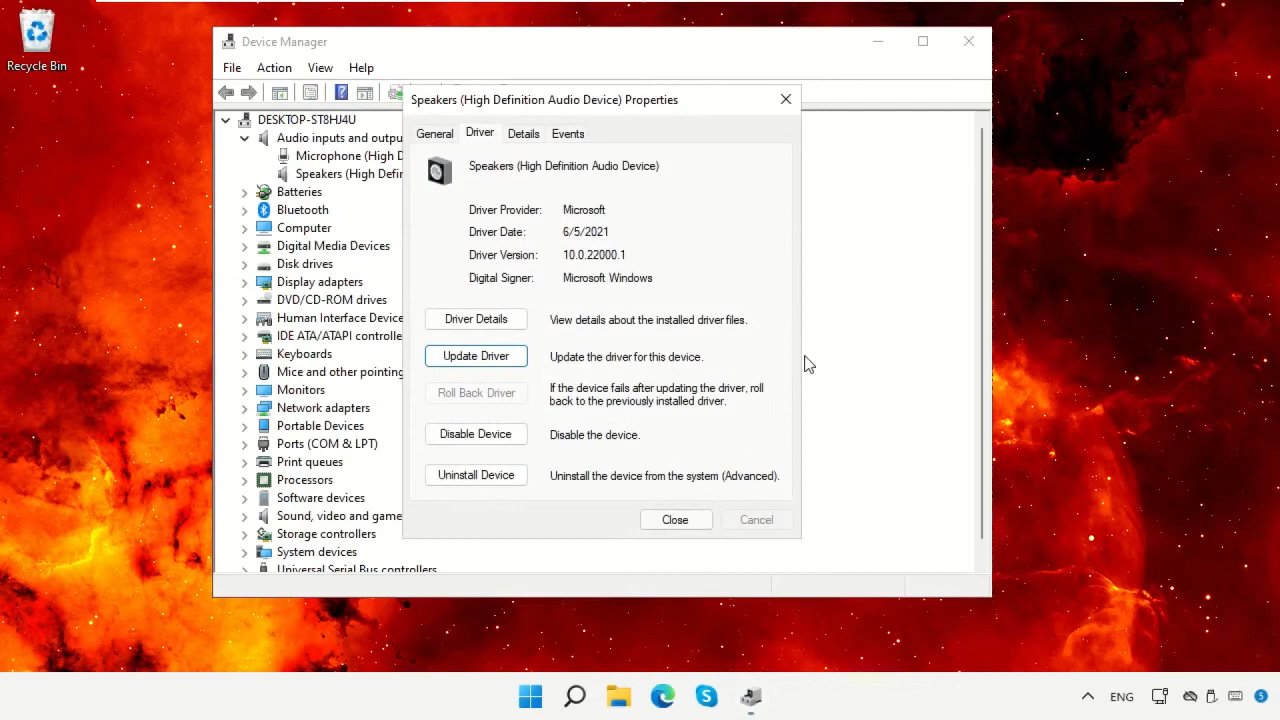 Recycle Bin
Device Manager
File Action View Help
DESKTOP-ST8HJ4U
Audio inputs and outpu
Microphone (High D
Speakers (High Defir
Batteries
Bluetooth
Computer
Digital Media Devices
Disk drives
Display adapters
DVD/CD-ROM drives
Human Interface Device
IDE ATA/ATAPI controlle
Keyboards
Mice and other pointing
Monitors
Network adapters
Portable Devices
Ports (COM & LPT)
Print queues
Processors
Software devices
Sound, video and game
Storage controllers
System devices
Universal Serial Bus controllers
Speakers (High Definition Audio Device) Properties
General Driver Details Events
Speakers (High Definition Audio Device)
Driver Provider: Microsoft
Driver Date: 6/5/2021
Driver Version: 10.0.22000.1
Digital Signer: Microsoft Windows
Driver Details View details about the installed driver files.
Update Driver Update the driver for this device.
Roll Back Driver If the device fails after updating the driver, roll
back to the previously installed driver.
Disable Device Disable the device.
Uninstall Device Uninstall the device from the system (Advanced).
Close Cancel
ENG 5